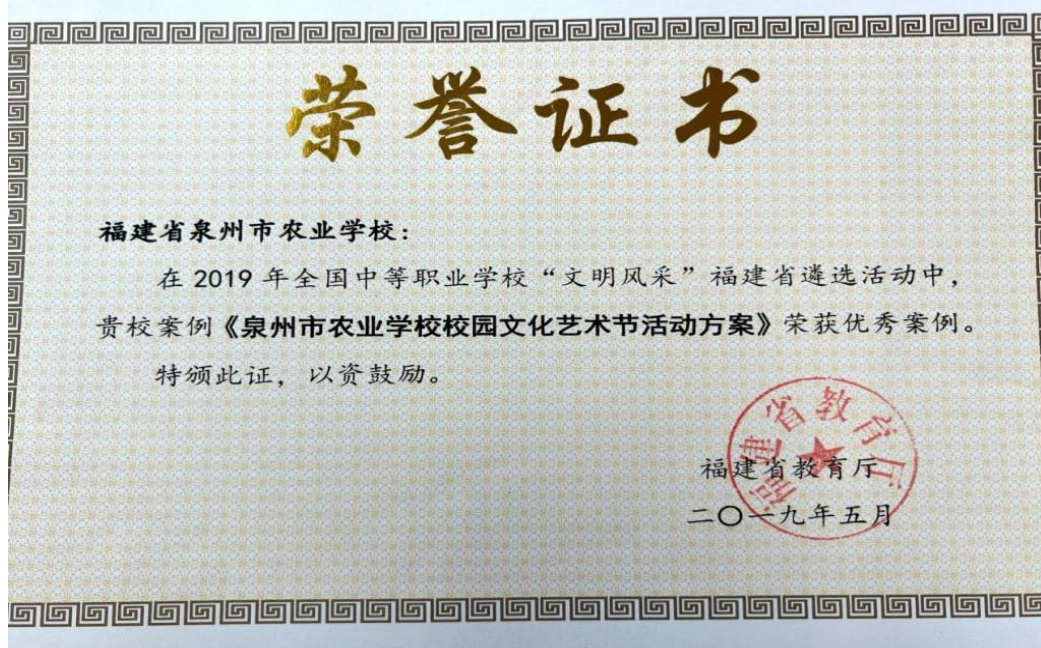 荣誉证书
福建省泉州市农业学校：
在 2019 年全国中等职业学校“文明风采”福建省遴选活动中，
贵校案例《泉州市农业学校校园文化艺术节活动方案》荣获优秀案例。
特颁此证，以资鼓励。
福建省教育厅
福建省教育厅
二〇一九年五月